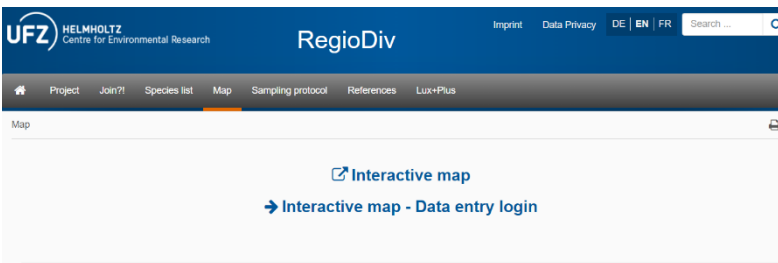 UFZ HELMHOLTZ
Centre for Environmental Research
RegioDiv
Imprint Data Privacy DE | EN | FR Search ...
Project Join?! Species list Map Sampling protocol References Lux+Plus
Map
Interactive map
Interactive map - Data entry login